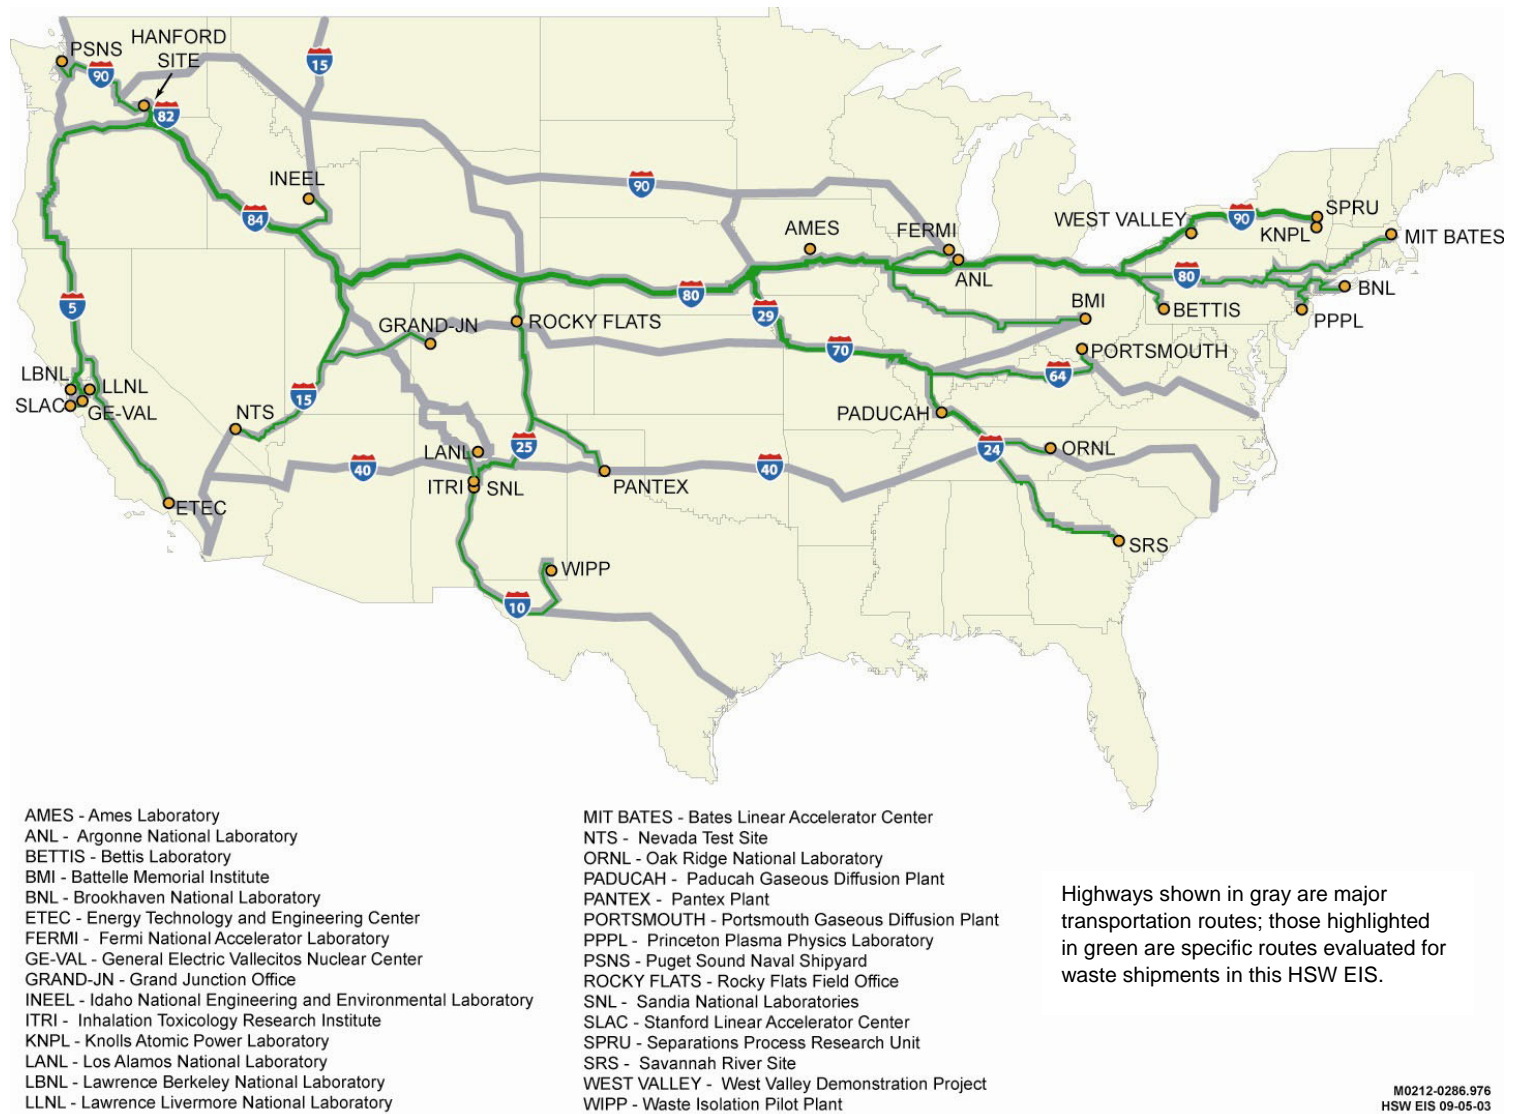 PSNS
HANFORD
SITE
90
15
82
INEEL
84
90
AMES
FERMI
ANL
WEST VALLEY
90
SPRU
KNPL
MIT BATES
80
BNL
BETTIS
PPPL
BMI
5
80
29
GRAND-JN
ROCKY FLATS
70
PORTSMOUTH
64
LBNL
LLNL
SLAC
GE-VAL
15
NTS
PADUCAH
25
LANL
40
40
24
ORNL
ITRI
SNL
PANTEX
ETEC
SRS
WIPP
10
AMES - Ames Laboratory
ANL - Argonne National Laboratory
BETTIS - Bettis Laboratory
BMI - Battelle Memorial Institute
BNL - Brookhaven National Laboratory
ETEC - Energy Technology and Engineering Center
FERMI - Fermi National Accelerator Laboratory
GE-VAL - General Electric Vallecitos Nuclear Center
GRAND-JN - Grand Junction Office
INEEL - Idaho National Engineering and Environmental Laboratory
ITRI - Inhalation Toxicology Research Institute
KNPL - Knolls Atomic Power Laboratory
LANL - Los Alamos National Laboratory
LBNL - Lawrence Berkeley National Laboratory
LLNL - Lawrence Livermore National Laboratory
MIT BATES - Bates Linear Accelerator Center
NTS - Nevada Test Site
ORNL - Oak Ridge National Laboratory
PADUCAH - Paducah Gaseous Diffusion Plant
PANTEX - Pantex Plant
PORTSMOUTH - Portsmouth Gaseous Diffusion Plant
PPPL - Princeton Plasma Physics Laboratory
PSNS - Puget Sound Naval Shipyard
ROCKY FLATS - Rocky Flats Field Office
SNL - Sandia National Laboratories
SLAC - Stanford Linear Accelerator Center
SPRU - Separations Process Research Unit
SRS - Savannah River Site
WEST VALLEY - West Valley Demonstration Project
WIPP - Waste Isolation Pilot Plant
Highways shown in gray are major
transportation routes; those highlighted
in green are specific routes evaluated for
waste shipments in this HSW EIS.
M0212-0286.976
HSW EIS 09-05-03